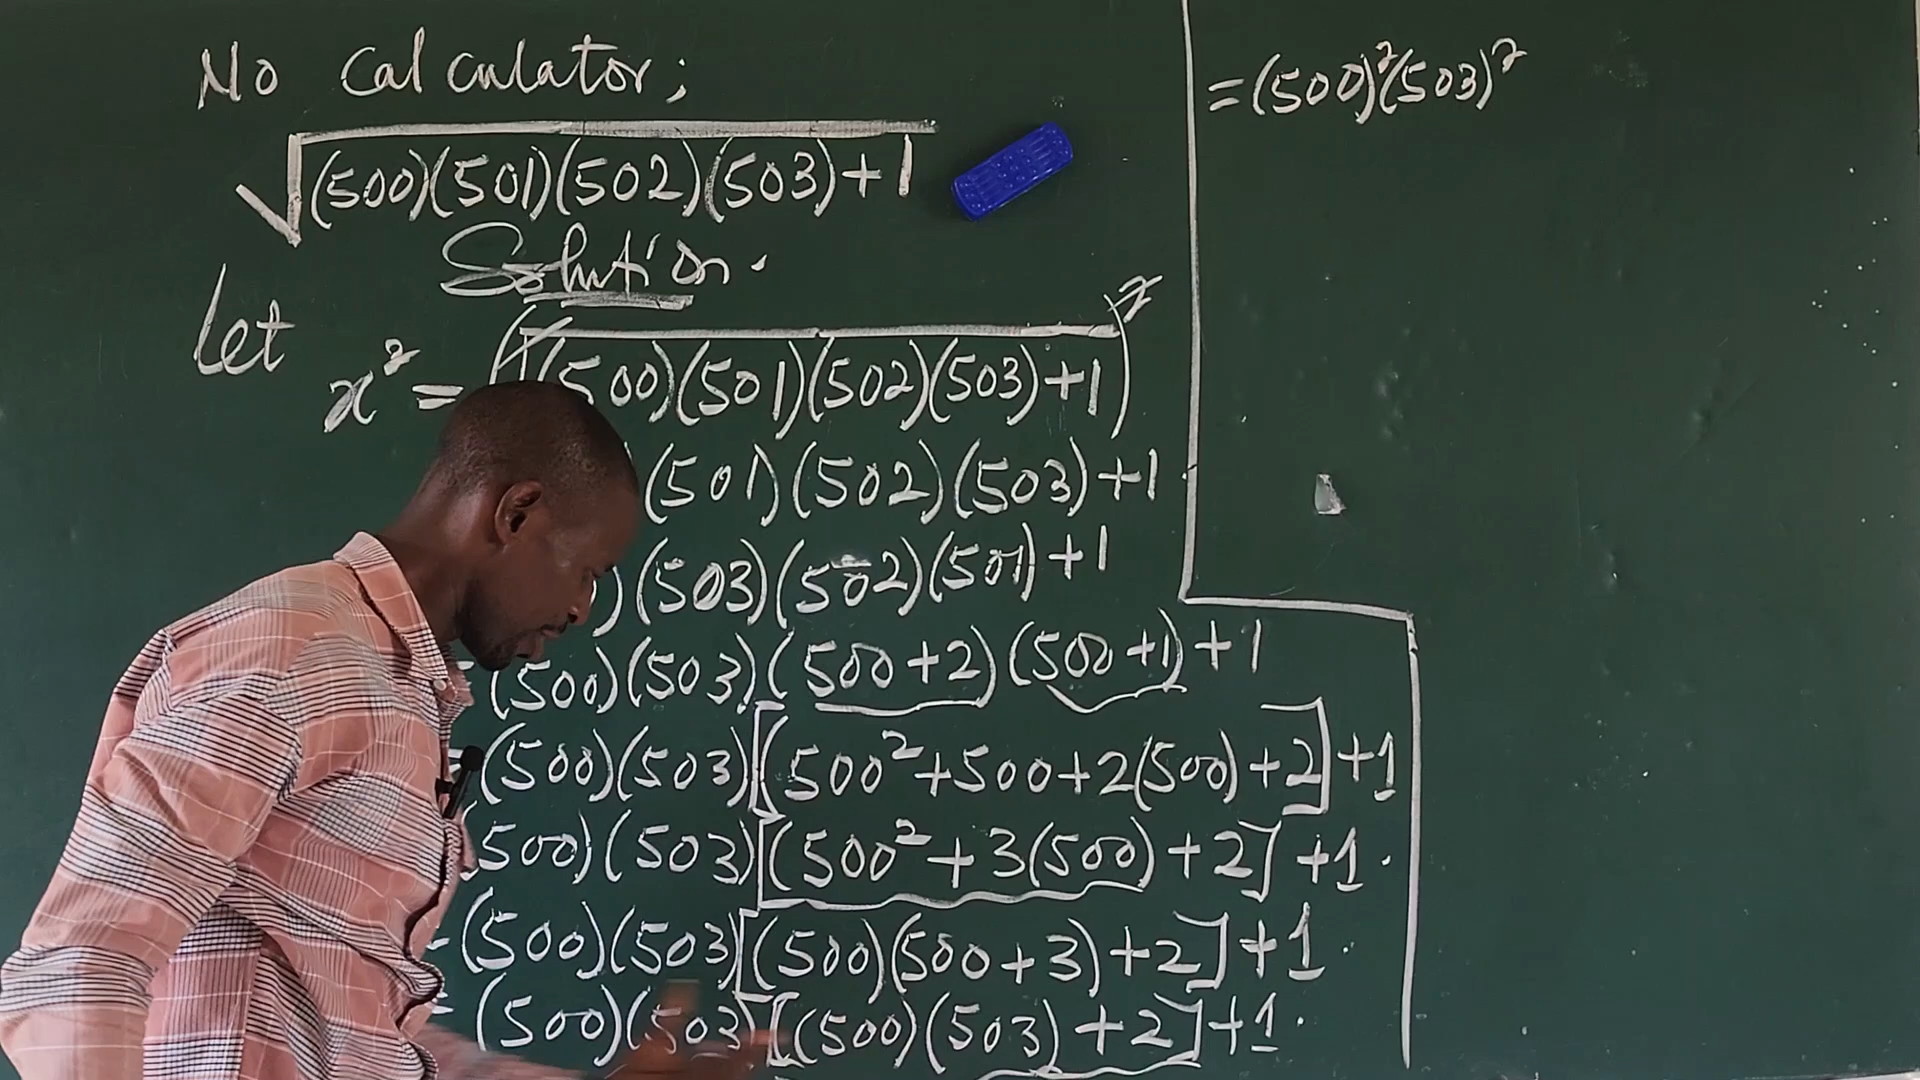 No Calculator;
√(500)(501)(502)(503)+1
Solution.
Let
x² = (√(500)(501)(502)(503)+1)²
(501)(502)(503)+1
)(503)(502)(501)+1
=(500)(503)(500+2)(500+1)+1
=(500)(503)[(500²+500+2(500)+2]+1
(500)(503)[(500²+3(500)+2]+1.
=(500)(503)[(500)(500+3)+2]+1.
=(500)(503)[(500)(503)+2]+1.
=(500)²(503)²